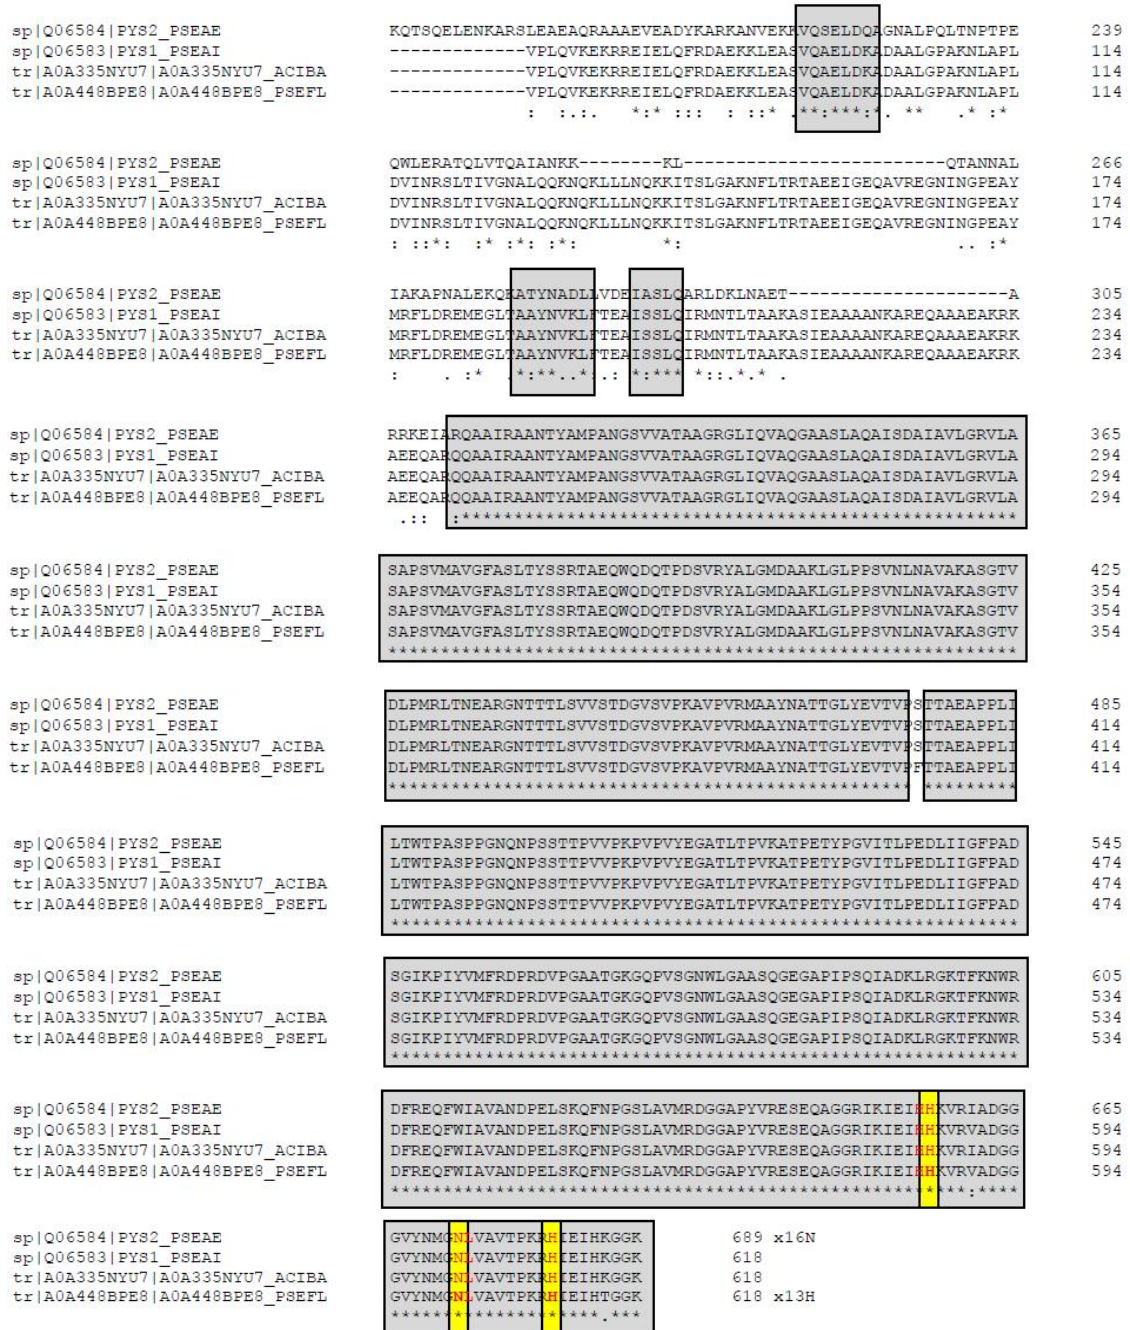 sp|Q06584|PYS2_PSEAE KQTSQELENKARSLEAEAQRAAAEVEADYKARKANVEKKVQSELDQAGNALPQLTNPTPE 239
sp|Q06583|PYS1_PSEAI -------------VPLQVKEKRREIELQFRDAEKKLEASVQAELDKADAALGPAKNLAPL 114
tr|A0A335NYU7|A0A335NYU7_ACIBA -------------VPLQVKEKRREIELQFRDAEKKLEASVQAELDKADAALGPAKNLAPL 114
tr|A0A448BPE8|A0A448BPE8_PSEFL -------------VPLQVKEKRREIELQFRDAEKKLEASVQAELDKADAALGPAKNLAPL 114
: :.:. *:* ::: : :* .**:***:*. ** .* :*
sp|Q06584|PYS2_PSEAE QWLERATQLVTQAIANKK--------KL-------------------------QTANNAL 266
sp|Q06583|PYS1_PSEAI DVINRSLTIVGNALQQKNQKLLLNQKKITSLGAKNFLTRTAEEIGEQAVREGNINGPEAY 174
tr|A0A335NYU7|A0A335NYU7_ACIBA DVINRSLTIVGNALQQKNQKLLLNQKKITSLGAKNFLTRTAEEIGEQAVREGNINGPEAY 174
tr|A0A448BPE8|A0A448BPE8_PSEFL DVINRSLTIVGNALQQKNQKLLLNQKKITSLGAKNFLTRTAEEIGEQAVREGNINGPEAY 174
: ::*: :* :*: :*: *: .. :*
sp|Q06584|PYS2_PSEAE IAKAPNALEKQKATYNADLLVDEIASLQARLDKLNAET---------------------A 305
sp|Q06583|PYS1_PSEAI MRFLDREMEGLTAAYNVKLFTEAISSLQIRMNTLTAAKASIEAAAANKAREQAAAEAKRK 234
tr|A0A335NYU7|A0A335NYU7_ACIBA MRFLDREMEGLTAAYNVKLFTEAISSLQIRMNTLTAAKASIEAAAANKAREQAAAEAKRK 234
tr|A0A448BPE8|A0A448BPE8_PSEFL MRFLDREMEGLTAAYNVKLFTEAISSLQIRMNTLTAAKASIEAAAANKAREQAAAEAKRK 234
: . :* .*:**..*:.: *:*** *::.*.* .
sp|Q06584|PYS2_PSEAE RRKEIARQAAIRAANTYAMPANGSVVATAAGRGLIQVAQGAASLAQAISDAIAVLGRVLA 365
sp|Q06583|PYS1_PSEAI AEEQARQQAAIRAANTYAMPANGSVVATAAGRGLIQVAQGAASLAQAISDAIAVLGRVLA 294
tr|A0A335NYU7|A0A335NYU7_ACIBA AEEQARQQAAIRAANTYAMPANGSVVATAAGRGLIQVAQGAASLAQAISDAIAVLGRVLA 294
tr|A0A448BPE8|A0A448BPE8_PSEFL AEEQARQQAAIRAANTYAMPANGSVVATAAGRGLIQVAQGAASLAQAISDAIAVLGRVLA 294
.:: :*****************************************************
sp|Q06584|PYS2_PSEAE SAPSVMAVGFASLTYSSRTAEQWQDQTPDSVRYALGMDAAKLGLPPSVNLNAVAKASGTV 425
sp|Q06583|PYS1_PSEAI SAPSVMAVGFASLTYSSRTAEQWQDQTPDSVRYALGMDAAKLGLPPSVNLNAVAKASGTV 354
tr|A0A335NYU7|A0A335NYU7_ACIBA SAPSVMAVGFASLTYSSRTAEQWQDQTPDSVRYALGMDAAKLGLPPSVNLNAVAKASGTV 354
tr|A0A448BPE8|A0A448BPE8_PSEFL SAPSVMAVGFASLTYSSRTAEQWQDQTPDSVRYALGMDAAKLGLPPSVNLNAVAKASGTV 354
************************************************************
sp|Q06584|PYS2_PSEAE DLPMRLTNEARGNTTTLSVVSTDGVSVPKAVPVRMAAYNATTGLYEVTVPSTTAEAPPLI 485
sp|Q06583|PYS1_PSEAI DLPMRLTNEARGNTTTLSVVSTDGVSVPKAVPVRMAAYNATTGLYEVTVPSTTAEAPPLI 414
tr|A0A335NYU7|A0A335NYU7_ACIBA DLPMRLTNEARGNTTTLSVVSTDGVSVPKAVPVRMAAYNATTGLYEVTVPSTTAEAPPLI 414
tr|A0A448BPE8|A0A448BPE8_PSEFL DLPMRLTNEARGNTTTLSVVSTDGVSVPKAVPVRMAAYNATTGLYEVTVPFTTAEAPPLI 414
************************************************** *********
sp|Q06584|PYS2_PSEAE LTWTPASPPGNQNPSSTTPVVPKPVPVYEGATLTPVKATPETYPGVITLPEDLIIGFPAD 545
sp|Q06583|PYS1_PSEAI LTWTPASPPGNQNPSSTTPVVPKPVPVYEGATLTPVKATPETYPGVITLPEDLIIGFPAD 474
tr|A0A335NYU7|A0A335NYU7_ACIBA LTWTPASPPGNQNPSSTTPVVPKPVPVYEGATLTPVKATPETYPGVITLPEDLIIGFPAD 474
tr|A0A448BPE8|A0A448BPE8_PSEFL LTWTPASPPGNQNPSSTTPVVPKPVPVYEGATLTPVKATPETYPGVITLPEDLIIGFPAD 474
************************************************************
sp|Q06584|PYS2_PSEAE SGIKPIYVMFRDPRDVPGAATGKGQPVSGNWLGAASQGEGAPIPSQIADKLRGKTFKNWR 605
sp|Q06583|PYS1_PSEAI SGIKPIYVMFRDPRDVPGAATGKGQPVSGNWLGAASQGEGAPIPSQIADKLRGKTFKNWR 534
tr|A0A335NYU7|A0A335NYU7_ACIBA SGIKPIYVMFRDPRDVPGAATGKGQPVSGNWLGAASQGEGAPIPSQIADKLRGKTFKNWR 534
tr|A0A448BPE8|A0A448BPE8_PSEFL SGIKPIYVMFRDPRDVPGAATGKGQPVSGNWLGAASQGEGAPIPSQIADKLRGKTFKNWR 534
************************************************************
sp|Q06584|PYS2_PSEAE DFREQFWIAVANDPELSKQFNPGSLAVMRDGGAPYVRESEQAGGRIKIEIHHKVRIADGG 665
sp|Q06583|PYS1_PSEAI DFREQFWIAVANDPELSKQFNPGSLAVMRDGGAPYVRESEQAGGRIKIEIHHKVRVADGG 594
tr|A0A335NYU7|A0A335NYU7_ACIBA DFREQFWIAVANDPELSKQFNPGSLAVMRDGGAPYVRESEQAGGRIKIEIHHKVRIADGG 594
tr|A0A448BPE8|A0A448BPE8_PSEFL DFREQFWIAVANDPELSKQFNPGSLAVMRDGGAPYVRESEQAGGRIKIEIHHKVRVADGG 594
*******************************************************:****
sp|Q06584|PYS2_PSEAE GVYNMGNLVAVTPKRHIEIHKGGK 689 x16N
sp|Q06583|PYS1_PSEAI GVYNMGNLVAVTPKRHIEIHKGGK 618
tr|A0A335NYU7|A0A335NYU7_ACIBA GVYNMGNLVAVTPKRHIEIHKGGK 618
tr|A0A448BPE8|A0A448BPE8_PSEFL GVYNMGNLVAVTPKRHIEIHTGGK 618 x13H
********************.***